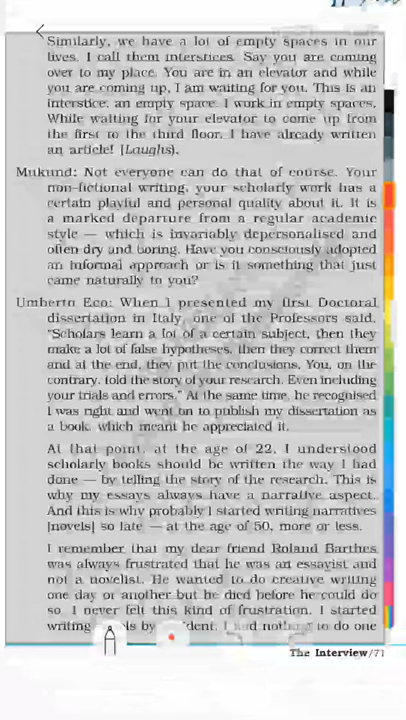 Similarly, we have a lot of empty spaces in our
lives. I call them interstices. Say you are coming
over to my place. You are in an elevator and while
you are coming up, I am waiting for you. This is an
interstice, an empty space. I work in empty spaces.
While waiting for your elevator to come up from
the first to the third floor, I have already written
an article! (Laughs).
Mukund: Not everyone can do that of course. Your
non-fictional writing, your scholarly work has a
certain playful and personal quality about it. It is
a marked departure from a regular academic
style — which is invariably depersonalised and
often dry and boring. Have you consciously adopted
an informal approach or is it something that just
came naturally to you?
Umberto Eco: When I presented my first Doctoral
dissertation in Italy, one of the Professors said,
"Scholars learn a lot of a certain subject, then they
make a lot of false hypotheses, then they correct them
and at the end, they put the conclusions. You, on the
contrary, told the story of your research. Even including
your trials and errors." At the same time, he recognised
I was right and went on to publish my dissertation as
a book, which meant he appreciated it.
At that point, at the age of 22, I understood
scholarly books should be written the way I had
done — by telling the story of the research. This is
why my essays always have a narrative aspect.
And this is why probably I started writing narratives
[novels] so late — at the age of 50, more or less.
I remember that my dear friend Roland Barthes
was always frustrated that he was an essayist and
not a novelist. He wanted to do creative writing
one day or another but he died before he could do
so. I never felt this kind of frustration. I started
writing by I had nothing to do one
The Interview/71